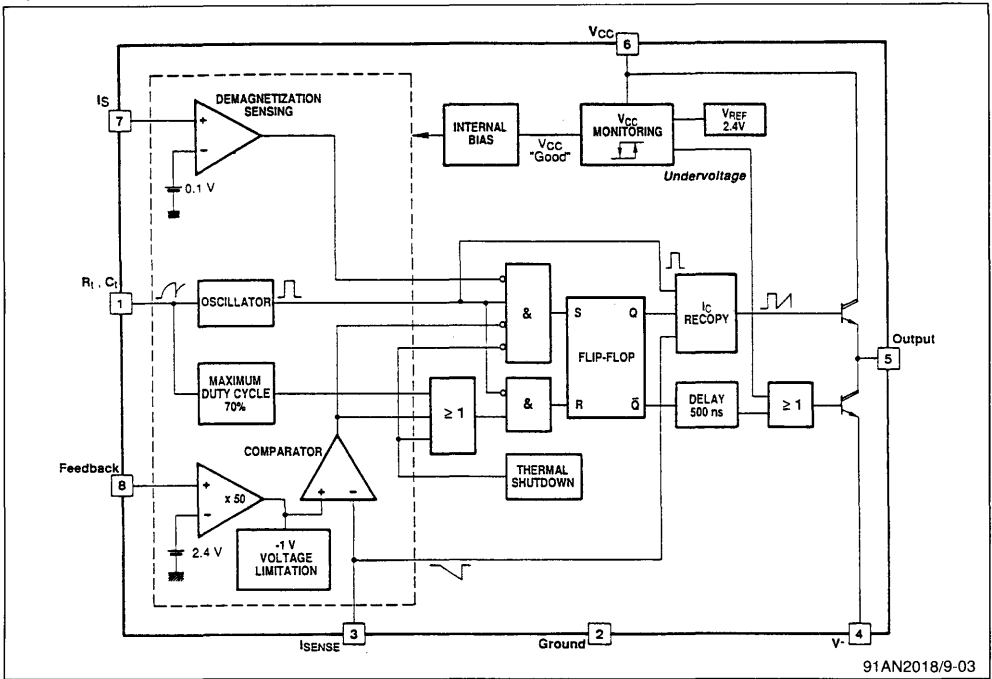 VCC
6
IS
7
DEMAGNETIZATION
SENSING
+
−
0.1 V
INTERNAL
BIAS
VCC
"Good"
VCC
MONITORING
VREF
2.4V
Undervoltage
Rt , Ct
1
OSCILLATOR
MAXIMUM
DUTY CYCLE
70%
&
S
Q
FLIP-FLOP
R
Q̄
IC
RECOPY
Output
5
≥ 1
&
DELAY
500 ns
≥ 1
COMPARATOR
+
−
THERMAL
SHUTDOWN
Feedback
8
+
−
x 50
2.4 V
-1 V
VOLTAGE
LIMITATION
ISENSE
3
Ground
2
V-
4
91AN2018/9-03